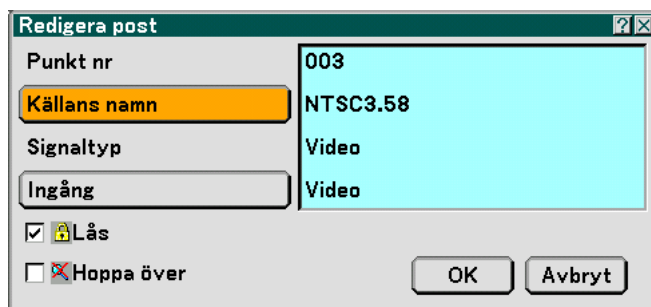 Redigera post
Punkt nr 003
Källans namn NTSC3.58
Signaltyp Video
Ingång Video
Lås
Hoppa över
OK Avbryt